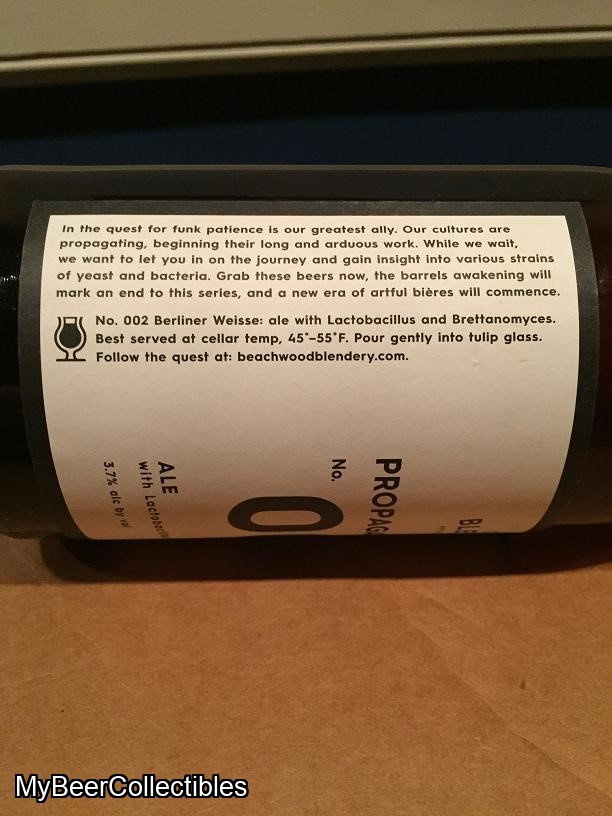 In the quest for funk patience is our greatest ally. Our cultures are
propagating, beginning their long and arduous work. While we wait,
we want to let you in on the journey and gain insight into various strains
of yeast and bacteria. Grab these beers now, the barrels awakening will
mark an end to this series, and a new era of artful bières will commence.
No. 002 Berliner Weisse: ale with Lactobacillus and Brettanomyces.
Best served at cellar temp, 45°–55°F. Pour gently into tulip glass.
Follow the quest at: beachwoodblendery.com.
BLE
PROPAG
No.
0
ALE
with Lactobacill
3.7% alc by vol
MyBeerCollectibles